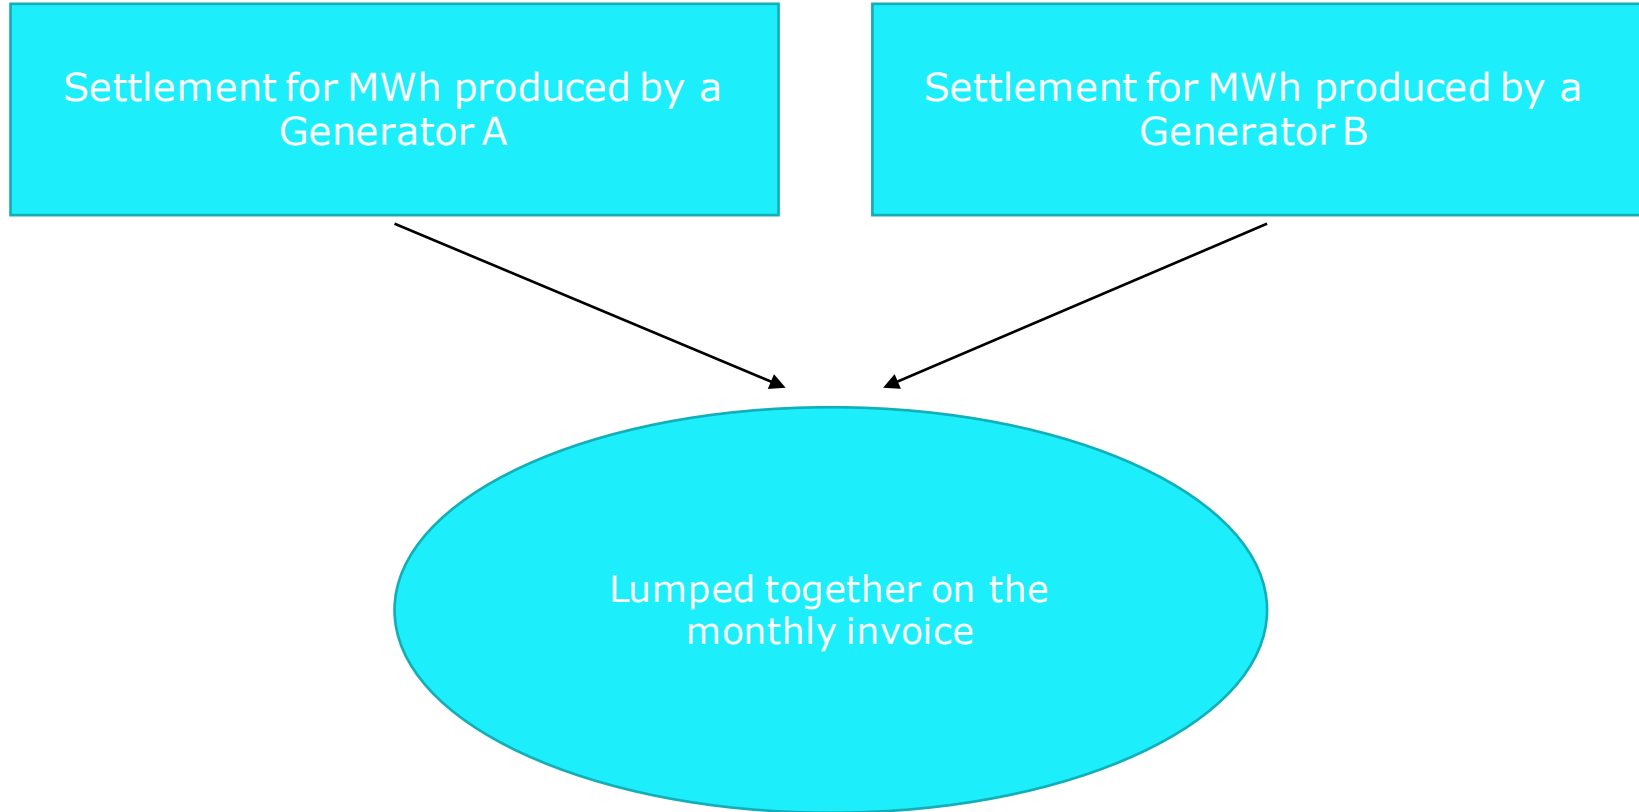 Settlement for MWh produced by a
Generator A
Settlement for MWh produced by a
Generator B
Lumped together on the
monthly invoice